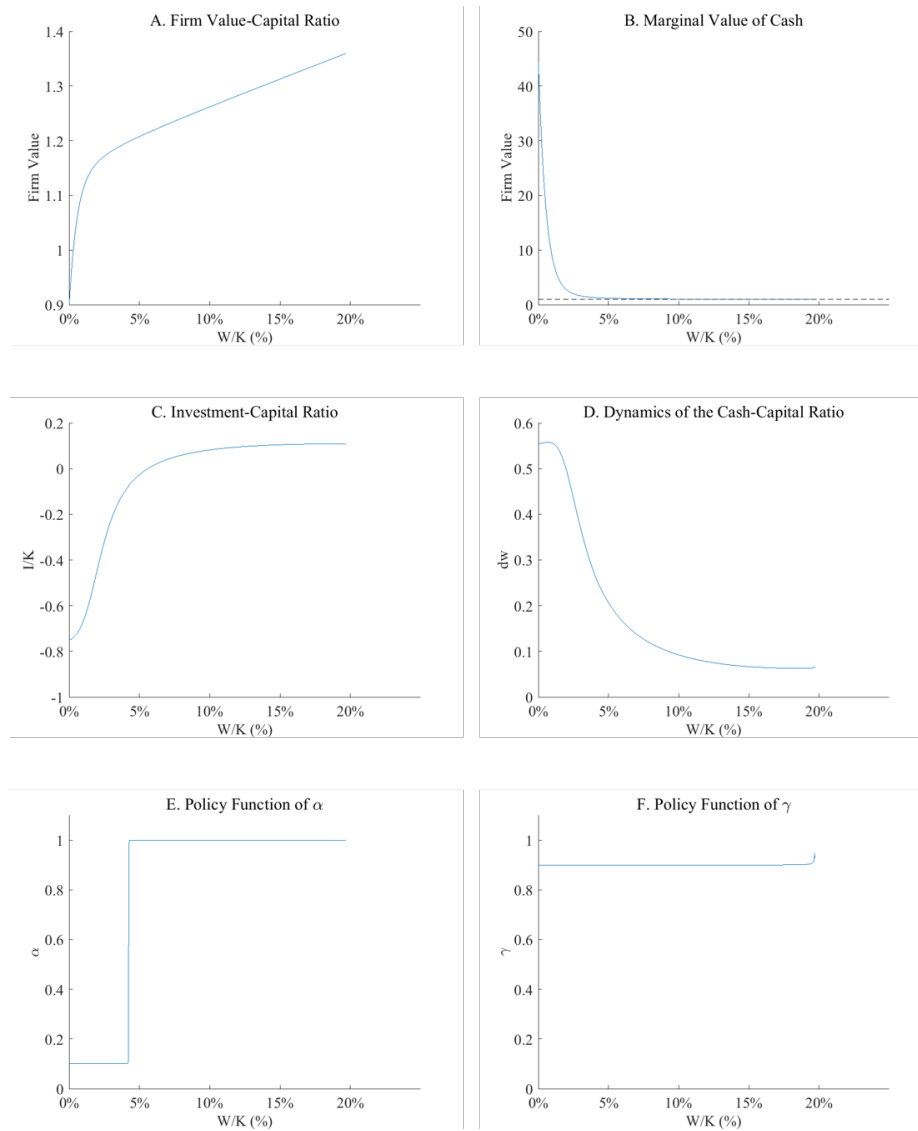 A. Firm Value-Capital Ratio
1.4
1.3
1.2
1.1
1
0.9
Firm Value
0% 5% 10% 15% 20%
W/K (%)
B. Marginal Value of Cash
50
40
30
20
10
0
Firm Value
0% 5% 10% 15% 20%
W/K (%)
C. Investment-Capital Ratio
0.2
0
-0.2
-0.4
-0.6
-0.8
-1
I/K
0% 5% 10% 15% 20%
W/K (%)
D. Dynamics of the Cash-Capital Ratio
0.6
0.5
0.4
0.3
0.2
0.1
0
dw
0% 5% 10% 15% 20%
W/K (%)
E. Policy Function of α
1
0.8
0.6
0.4
0.2
0
α
0% 5% 10% 15% 20%
W/K (%)
F. Policy Function of γ
1
0.8
0.6
0.4
0.2
0
γ
0% 5% 10% 15% 20%
W/K (%)